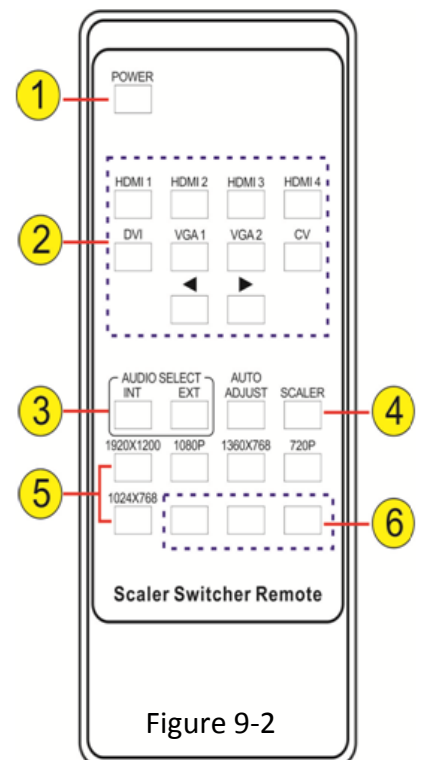 POWER
1
HDMI 1 HDMI 2 HDMI 3 HDMI 4
2
DVI VGA 1 VGA 2 CV
◀ ▶
AUDIO SELECT
INT EXT
AUTO
ADJUST
SCALER
3
4
1920X1200 1080P 1360X768 720P
5
1024X768
6
Scaler Switcher Remote
Figure 9-2